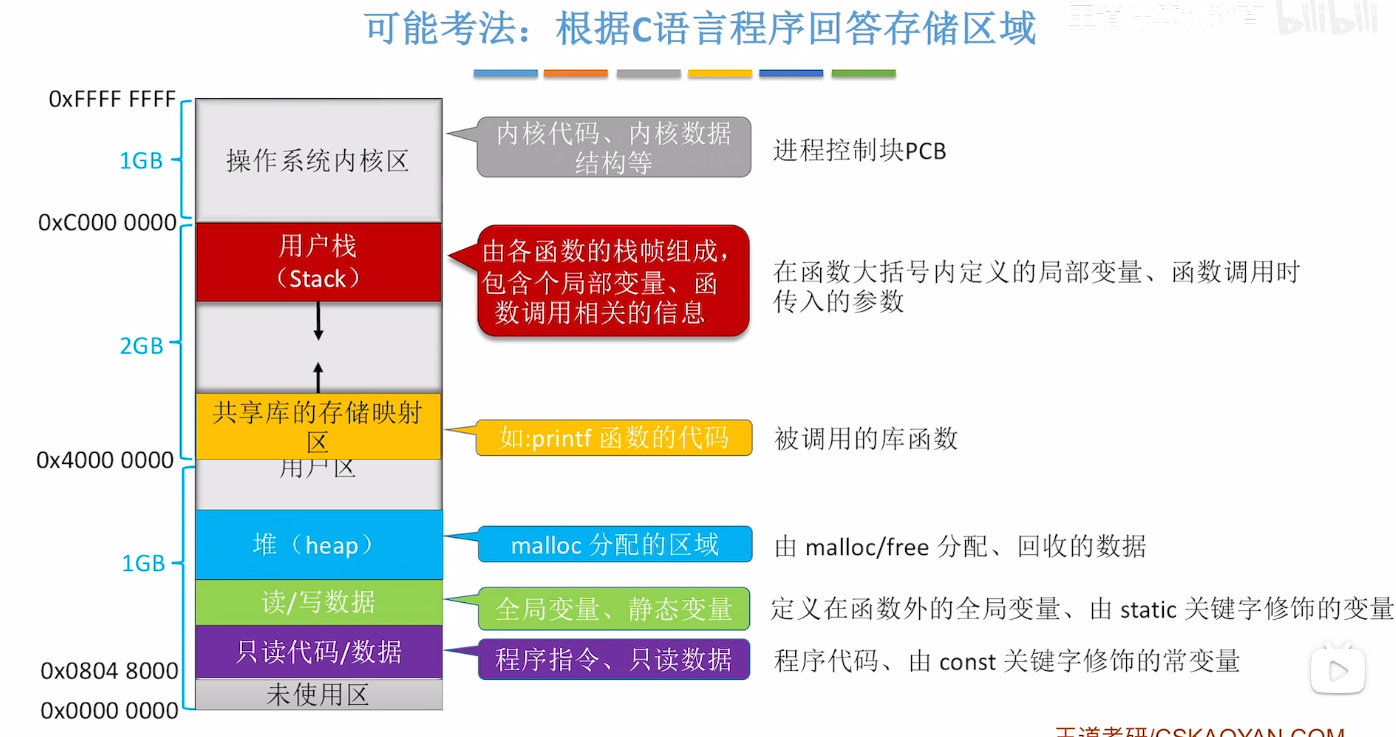 可能考法：根据C语言程序回答存储区域
bilibili
0xFFFF FFFF
1GB
操作系统内核区
内核代码、内核数据
结构等
进程控制块PCB
0xC000 0000
用户栈
（Stack）
由各函数的栈帧组成，
包含个局部变量、函
数调用相关的信息
在函数大括号内定义的局部变量、函数调用时
传入的参数
2GB
共享库的存储映射
区
如:printf 函数的代码
被调用的库函数
0x4000 0000
用户区
堆（heap）
malloc 分配的区域
由 malloc/free 分配、回收的数据
1GB
读/写数据
全局变量、静态变量
定义在函数外的全局变量、由 static 关键字修饰的变量
只读代码/数据
程序指令、只读数据
程序代码、由 const 关键字修饰的常变量
0x0804 8000
未使用区
0x0000 0000
王道考研/CSKAOYAN.COM